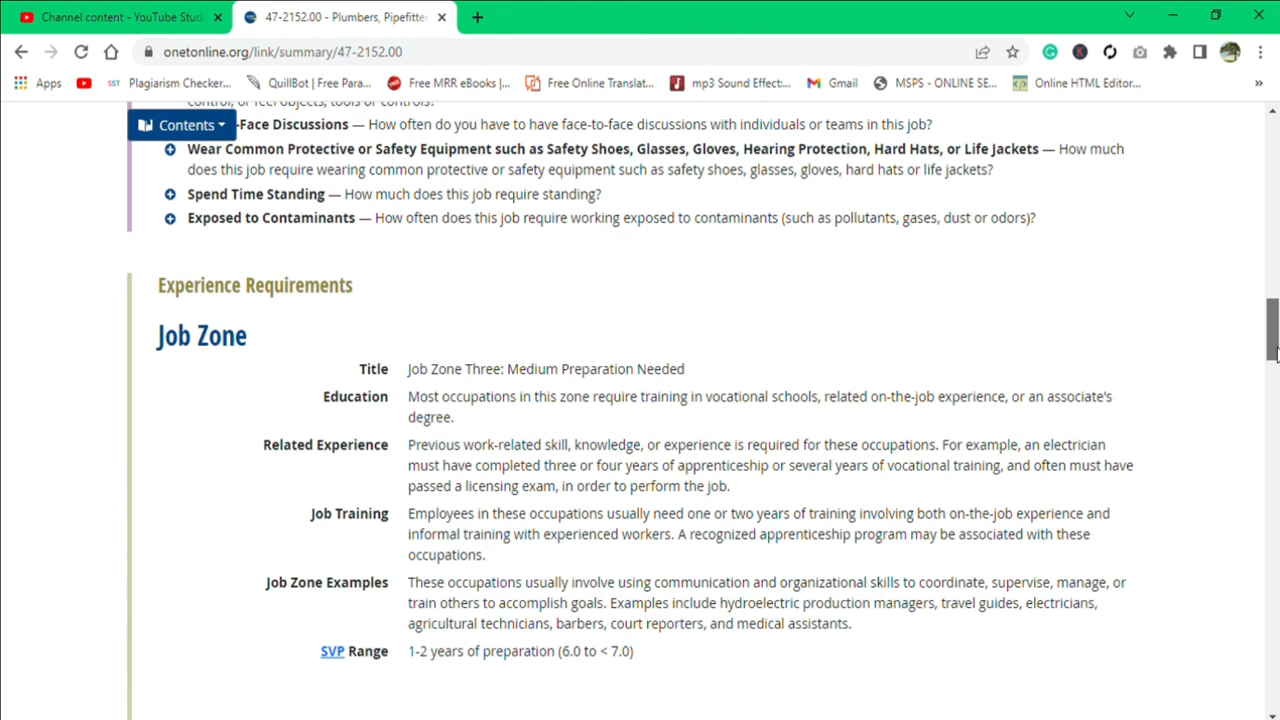 Channel content - YouTube Stud
47-2152.00 - Plumbers, Pipefitter
onetonline.org/link/summary/47-2152.00
Apps
SST Plagiarism Checker...
QuillBot | Free Para...
Free MRR eBooks |...
Free Online Translat...
mp3 Sound Effect:...
Gmail
MSPS - ONLINE SE...
Online HTML Editor...
»
control, or feel objects, tools or controls?
Contents
-Face Discussions — How often do you have to have face-to-face discussions with individuals or teams in this job?
Wear Common Protective or Safety Equipment such as Safety Shoes, Glasses, Gloves, Hearing Protection, Hard Hats, or Life Jackets — How much
does this job require wearing common protective or safety equipment such as safety shoes, glasses, gloves, hard hats or life jackets?
Spend Time Standing — How much does this job require standing?
Exposed to Contaminants — How often does this job require working exposed to contaminants (such as pollutants, gases, dust or odors)?
Experience Requirements
Job Zone
Title Job Zone Three: Medium Preparation Needed
Education Most occupations in this zone require training in vocational schools, related on-the-job experience, or an associate's
degree.
Related Experience Previous work-related skill, knowledge, or experience is required for these occupations. For example, an electrician
must have completed three or four years of apprenticeship or several years of vocational training, and often must have
passed a licensing exam, in order to perform the job.
Job Training Employees in these occupations usually need one or two years of training involving both on-the-job experience and
informal training with experienced workers. A recognized apprenticeship program may be associated with these
occupations.
Job Zone Examples These occupations usually involve using communication and organizational skills to coordinate, supervise, manage, or
train others to accomplish goals. Examples include hydroelectric production managers, travel guides, electricians,
agricultural technicians, barbers, court reporters, and medical assistants.
SVP Range 1-2 years of preparation (6.0 to < 7.0)